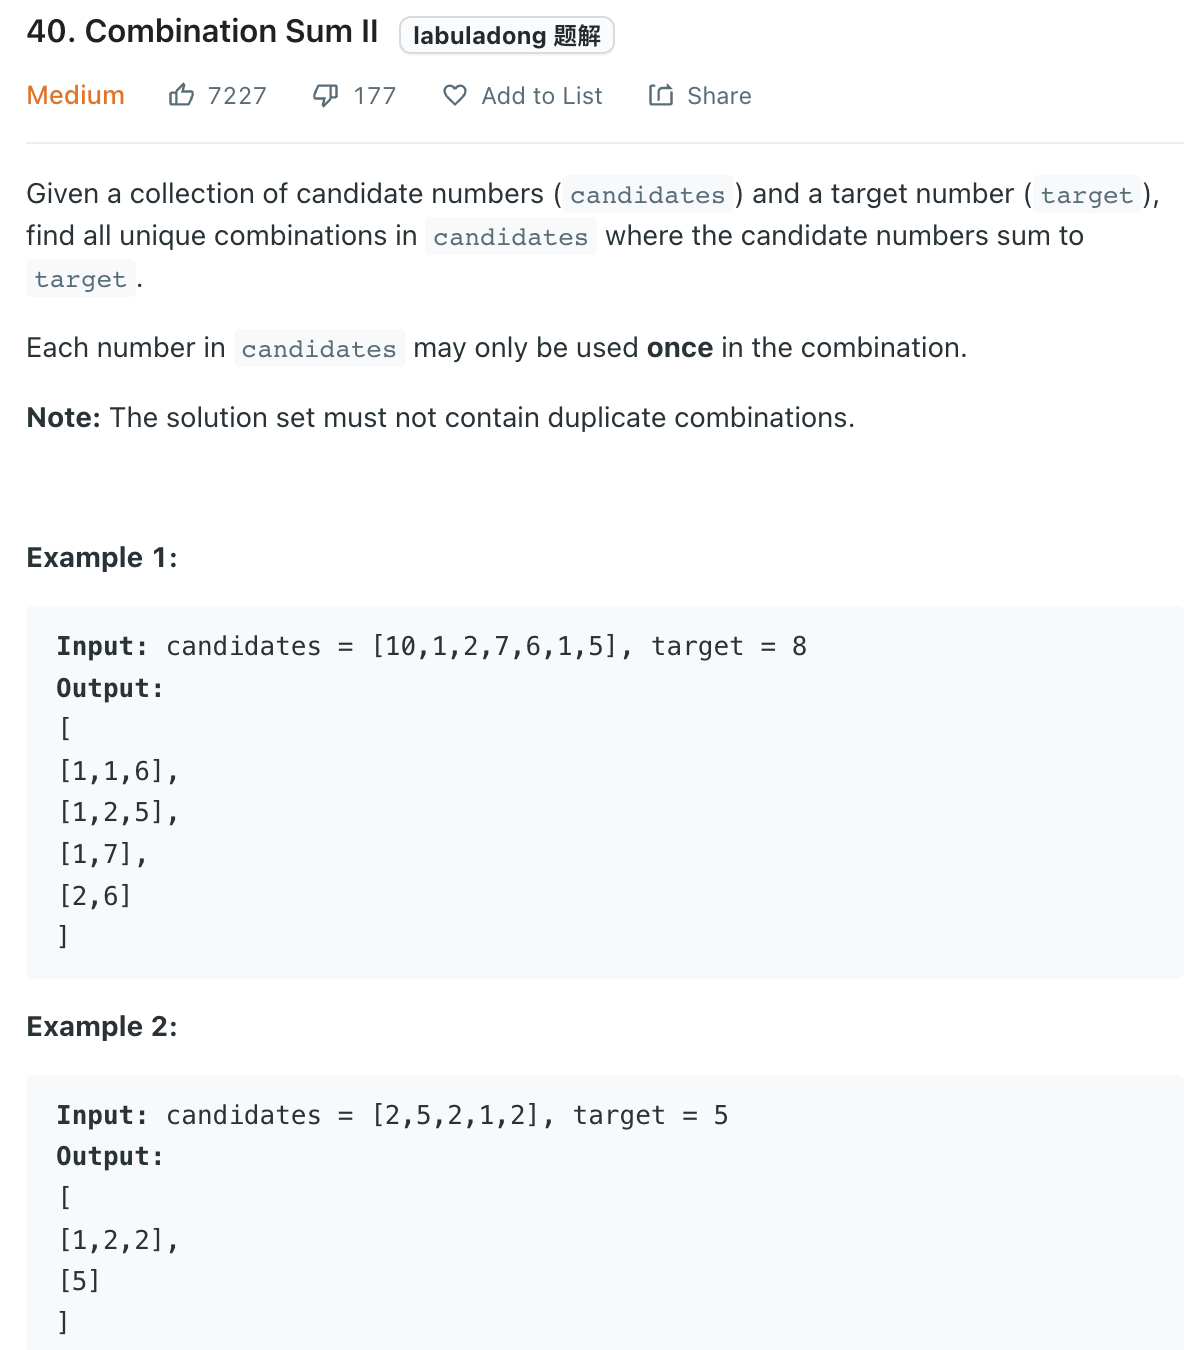 40. Combination Sum II labuladong 题解
Medium 7227 177 Add to List Share
Given a collection of candidate numbers (candidates) and a target number (target),
find all unique combinations in candidates where the candidate numbers sum to
target.
Each number in candidates may only be used once in the combination.
Note: The solution set must not contain duplicate combinations.
Example 1:
Input: candidates = [10,1,2,7,6,1,5], target = 8
Output:
[
[1,1,6],
[1,2,5],
[1,7],
[2,6]
]
Example 2:
Input: candidates = [2,5,2,1,2], target = 5
Output:
[
[1,2,2],
[5]
]